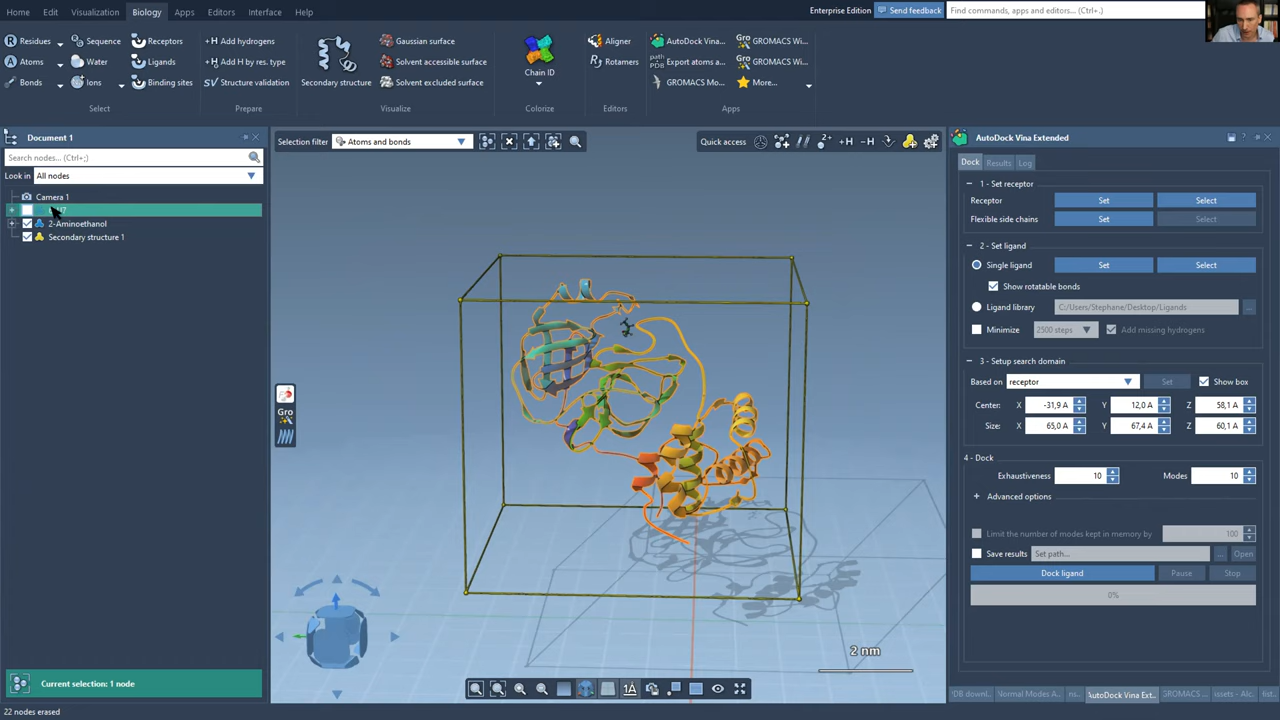 Home Edit Visualization Biology Apps Editors Interface Help
Enterprise Edition Send feedback Find commands, apps and editors... (Ctrl+F)
Residues Sequence Receptors Add hydrogens Gaussian surface Aligner AutoDock Vina... GROMACS Wi...
Atoms Water Ligands Add H by res. type Secondary structure Solvent accessible surface Chain ID Rotamers Export atoms a... GROMACS Wi...
Bonds Ions Binding sites Structure validation Solvent excluded surface GROMACS Mo... More...
Select Prepare Visualize Colorize Editors Apps
Document 1
Search nodes... (Ctrl+;)
Look in All nodes
Camera 1
2-Aminoethanol
Secondary structure 1
Current selection: 1 node
22 nodes erased
Selection filter Atoms and bonds
Quick access +H -H
Gro
2 nm
1Å
AutoDock Vina Extended
Dock Results Log
1 - Set receptor
Receptor Set Select
Flexible side chains Set Select
2 - Set ligand
Single ligand Set Select
Show rotatable bonds
Ligand library C:/Users/Stephane/Desktop/Ligands ...
Minimize 2500 steps Add missing hydrogens
3 - Setup search domain
Based on receptor Set Show box
Center: X -31,9 A Y 12,0 A Z 58,1 A
Size: X 65,0 A Y 67,4 A Z 60,1 A
4 - Dock
Exhaustiveness 10 Modes 10
Advanced options
Limit the number of modes kept in memory by 100
Save results Set path... ... Open
Dock ligand Pause Stop
0%
Normal Modes A... AutoDock Vina Ext... GROMACS ...